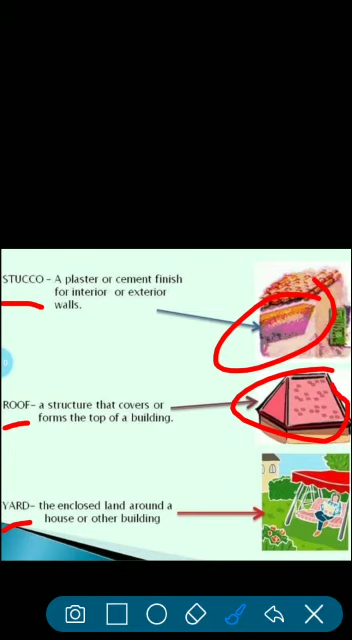 STUCCO - A plaster or cement finish
for interior or exterior
walls.
ROOF- a structure that covers or
forms the top of a building.
YARD- the enclosed land around a
house or other building